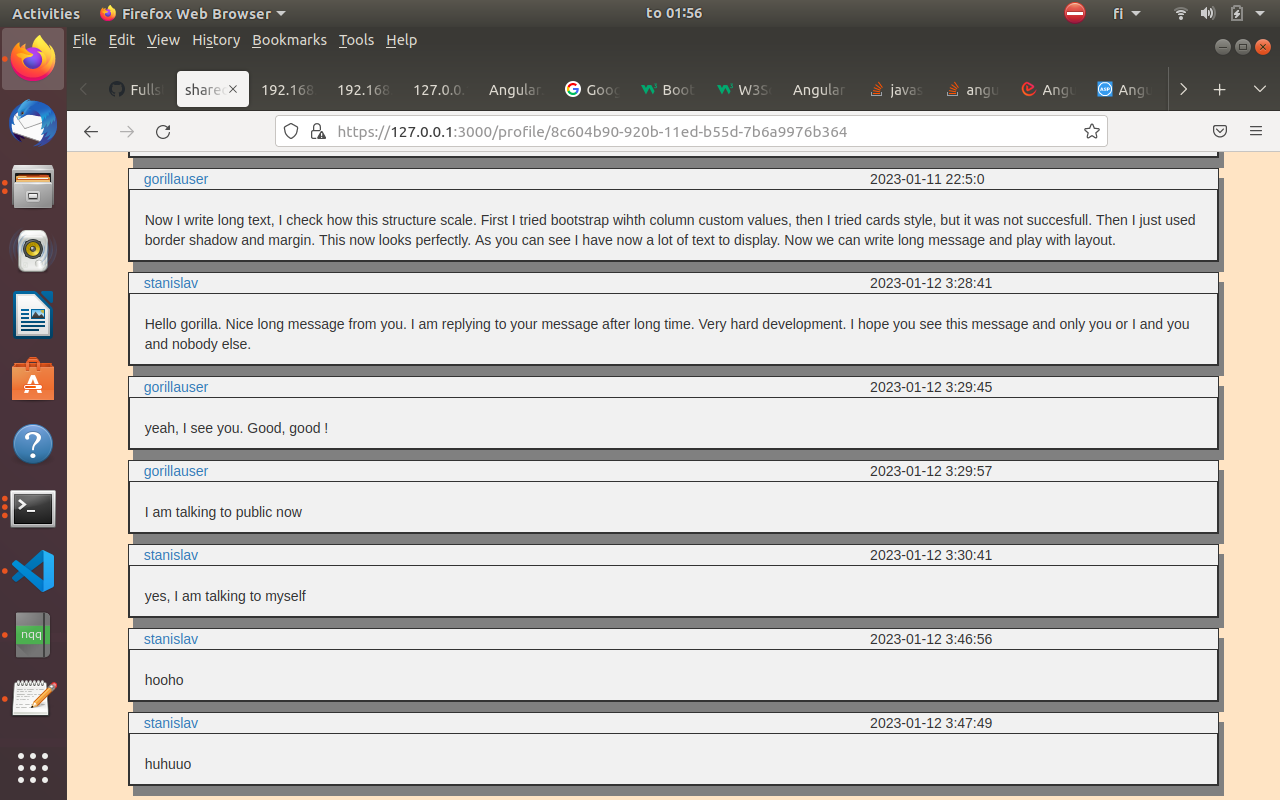 Activities Firefox Web Browser to 01:56 fi
File Edit View History Bookmarks Tools Help
Fulls share 192.168 192.168 127.0.0. Angular Goog Boot W3S Angular javas angu Angu Angu
https://127.0.0.1:3000/profile/8c604b90-920b-11ed-b55d-7b6a9976b364
gorillauser 2023-01-11 22:5:0
Now I write long text, I check how this structure scale. First I tried bootstrap wihth column custom values, then I tried cards style, but it was not succesfull. Then I just used
border shadow and margin. This now looks perfectly. As you can see I have now a lot of text to display. Now we can write long message and play with layout.
stanislav 2023-01-12 3:28:41
Hello gorilla. Nice long message from you. I am replying to your message after long time. Very hard development. I hope you see this message and only you or I and you
and nobody else.
gorillauser 2023-01-12 3:29:45
yeah, I see you. Good, good !
gorillauser 2023-01-12 3:29:57
I am talking to public now
stanislav 2023-01-12 3:30:41
yes, I am talking to myself
stanislav 2023-01-12 3:46:56
hooho
stanislav 2023-01-12 3:47:49
huhuuo
nqq